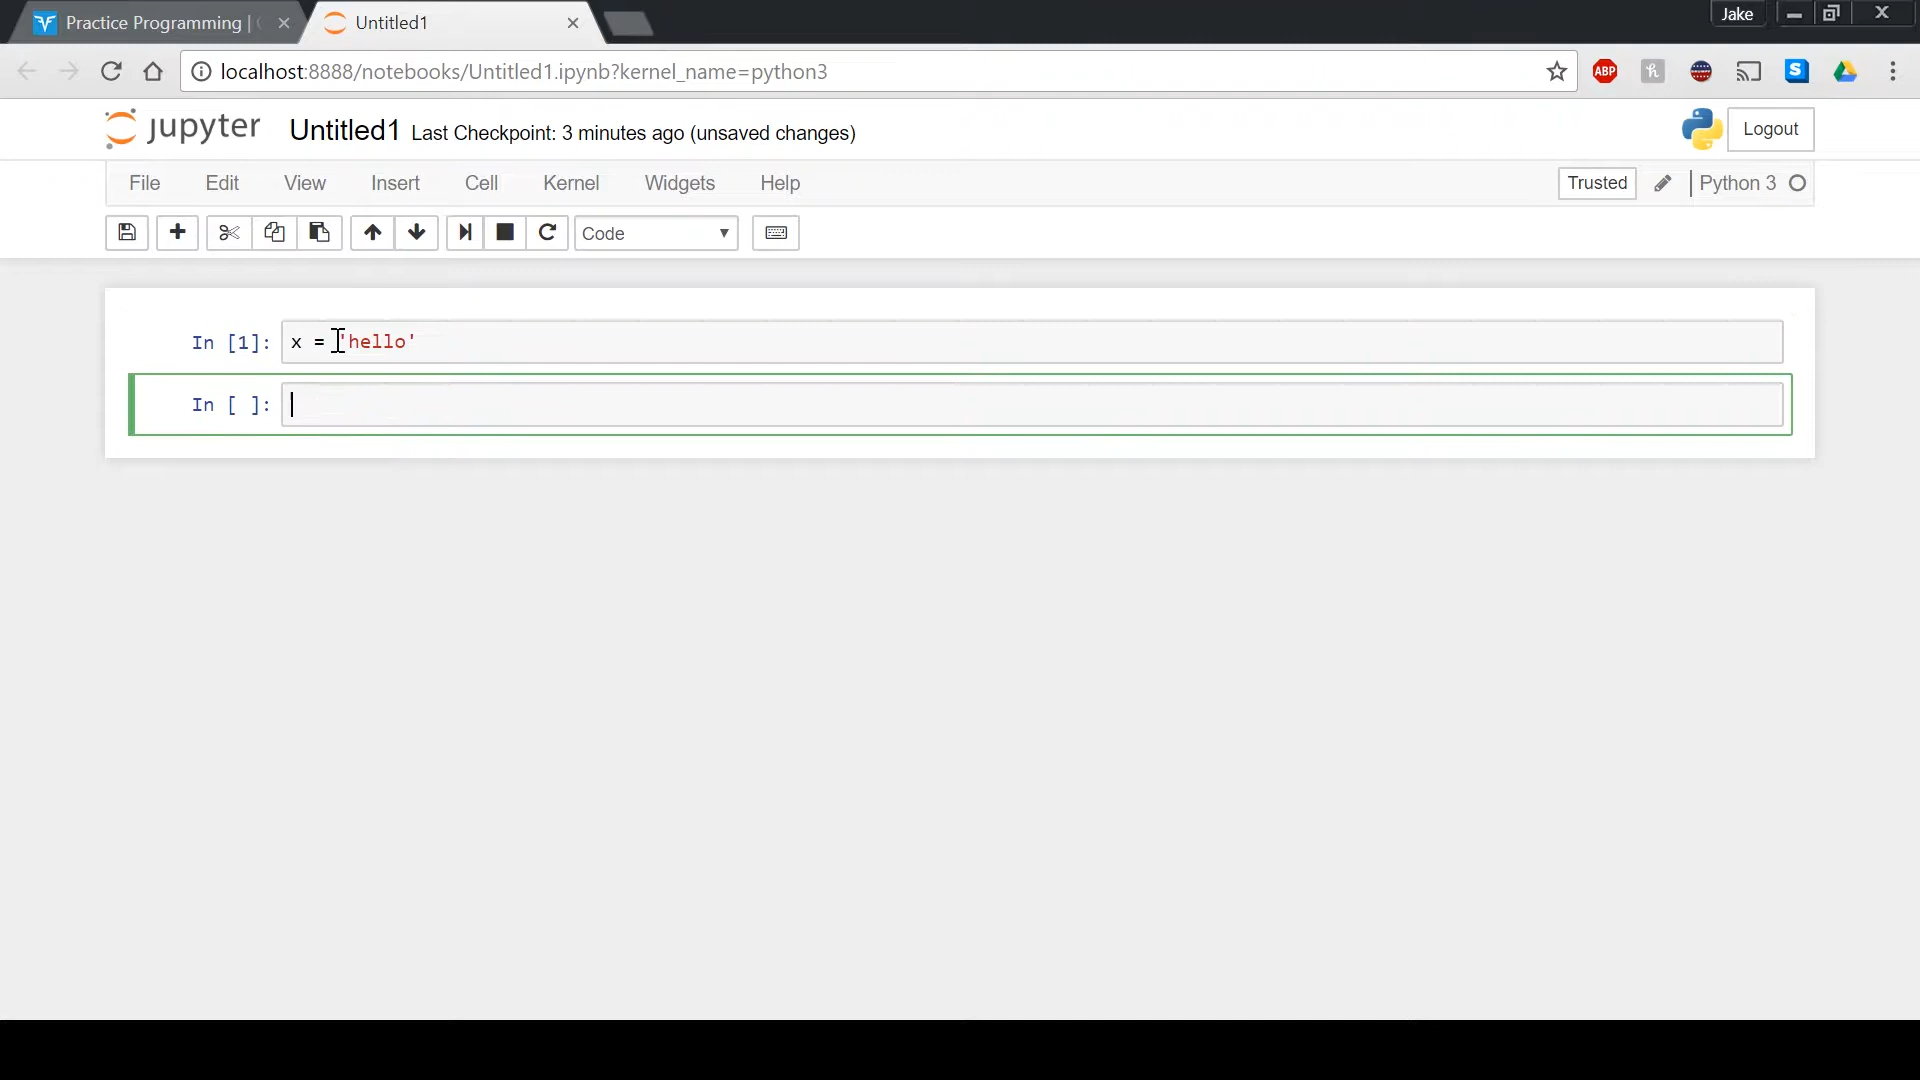 Practice Programming | Untitled1 Jake
localhost:8888/notebooks/Untitled1.ipynb?kernel_name=python3 ABP h S
jupyter Untitled1 Last Checkpoint: 3 minutes ago (unsaved changes) Logout
File Edit View Insert Cell Kernel Widgets Help Trusted Python 3
Code
In [1]: x = 'hello'
In [ ]: